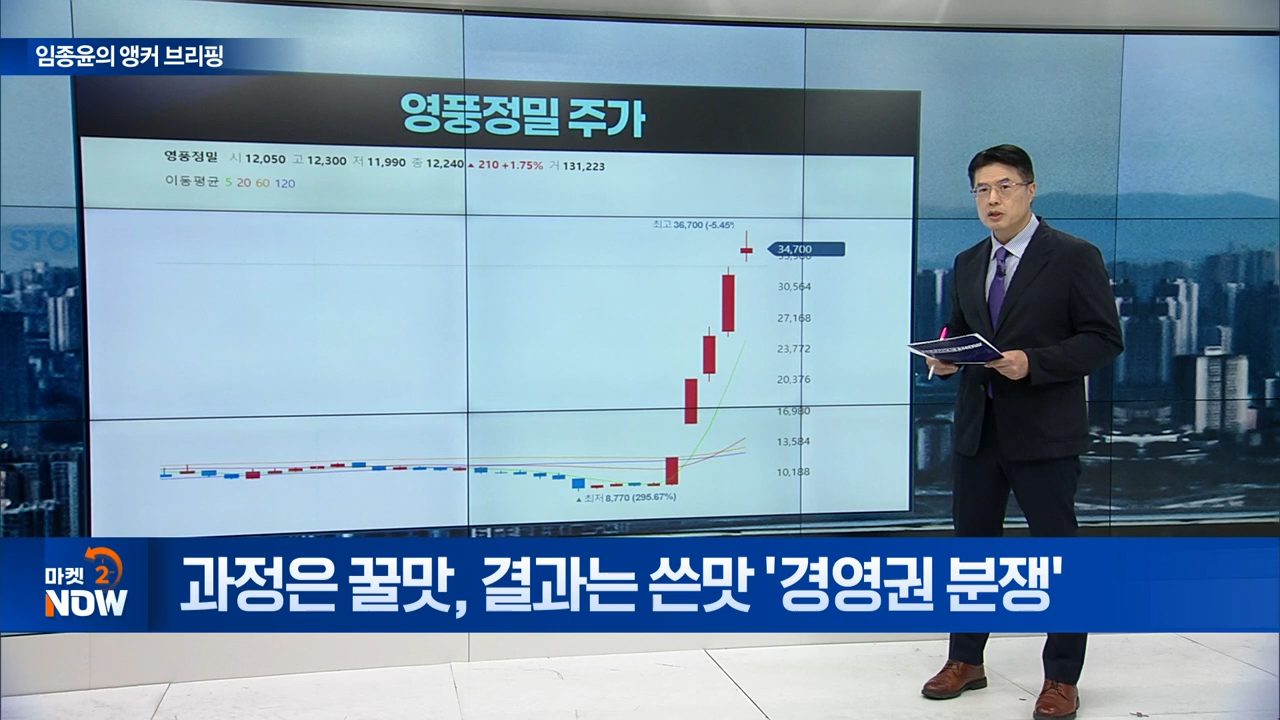 임종윤의 앵커 브리핑
영풍정밀 주가
영풍정밀 시 12,050 고 12,300 저 11,990 종 12,240 ▲ 210 +1.75% 거 131,223
이동평균 5 20 60 120
STO
최고 36,700 (-5.45%
34,700
30,564
27,168
23,772
20,376
16,980
13,584
10,188
▲ 최저 8,770 (295.67%)
마켓 2
NOW
과정은 꿀맛, 결과는 쓴맛 '경영권 분쟁'